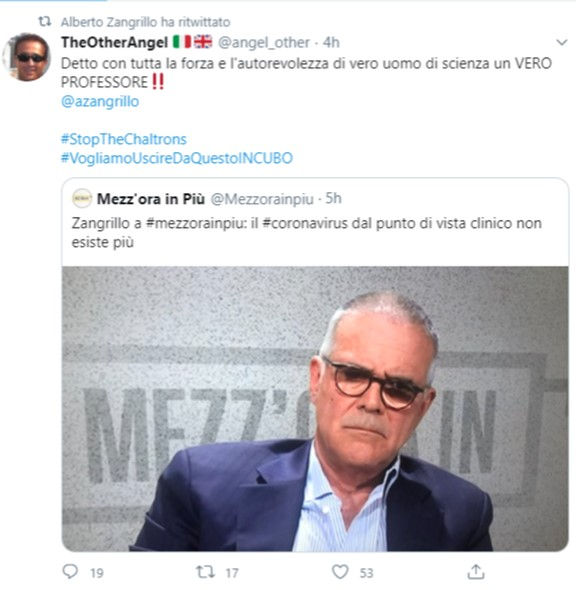 Alberto Zangrillo ha ritwittato
TheOtherAngel 🇮🇹🇬🇧 @angel_other · 4h
Detto con tutta la forza e l'autorevolezza di vero uomo di scienza un VERO
PROFESSORE‼️
@azangrillo
#StopTheChaltrons
#VogliamoUscireDaQuestoINCUBO
Mezz'ora in Più @Mezzorainpiu · 5h
Zangrillo a #mezzorainpiu: il #coronavirus dal punto di vista clinico non
esiste più
MEZZ'O IN
19 17 53